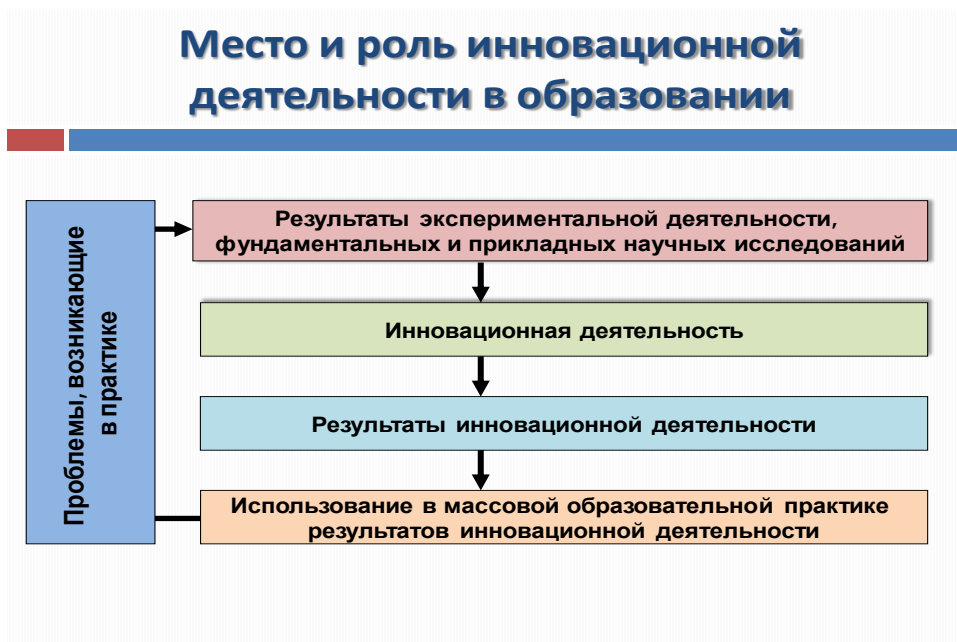 Место и роль инновационной
деятельности в образовании
Проблемы, возникающие
в практике
Результаты экспериментальной деятельности,
фундаментальных и прикладных научных исследований
Инновационная деятельность
Результаты инновационной деятельности
Использование в массовой образовательной практике
результатов инновационной деятельности